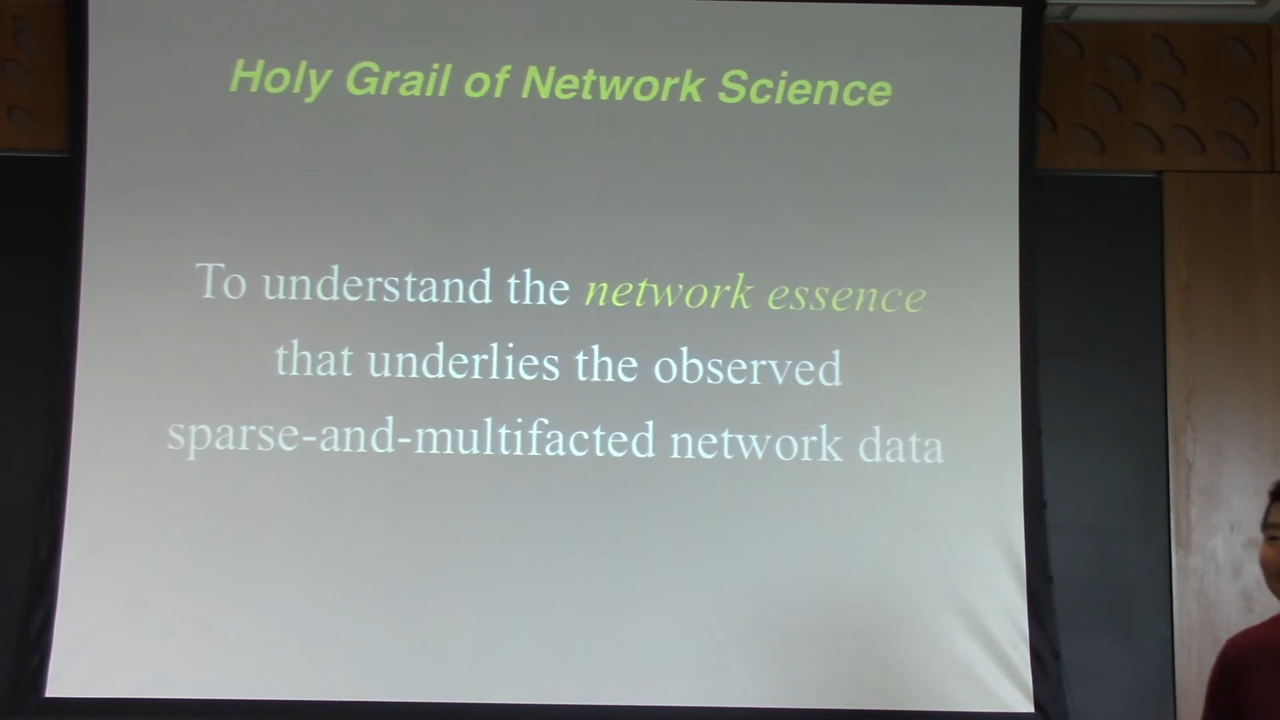 Holy Grail of Network Science
To understand the network essence
that underlies the observed
sparse-and-multifacted network data